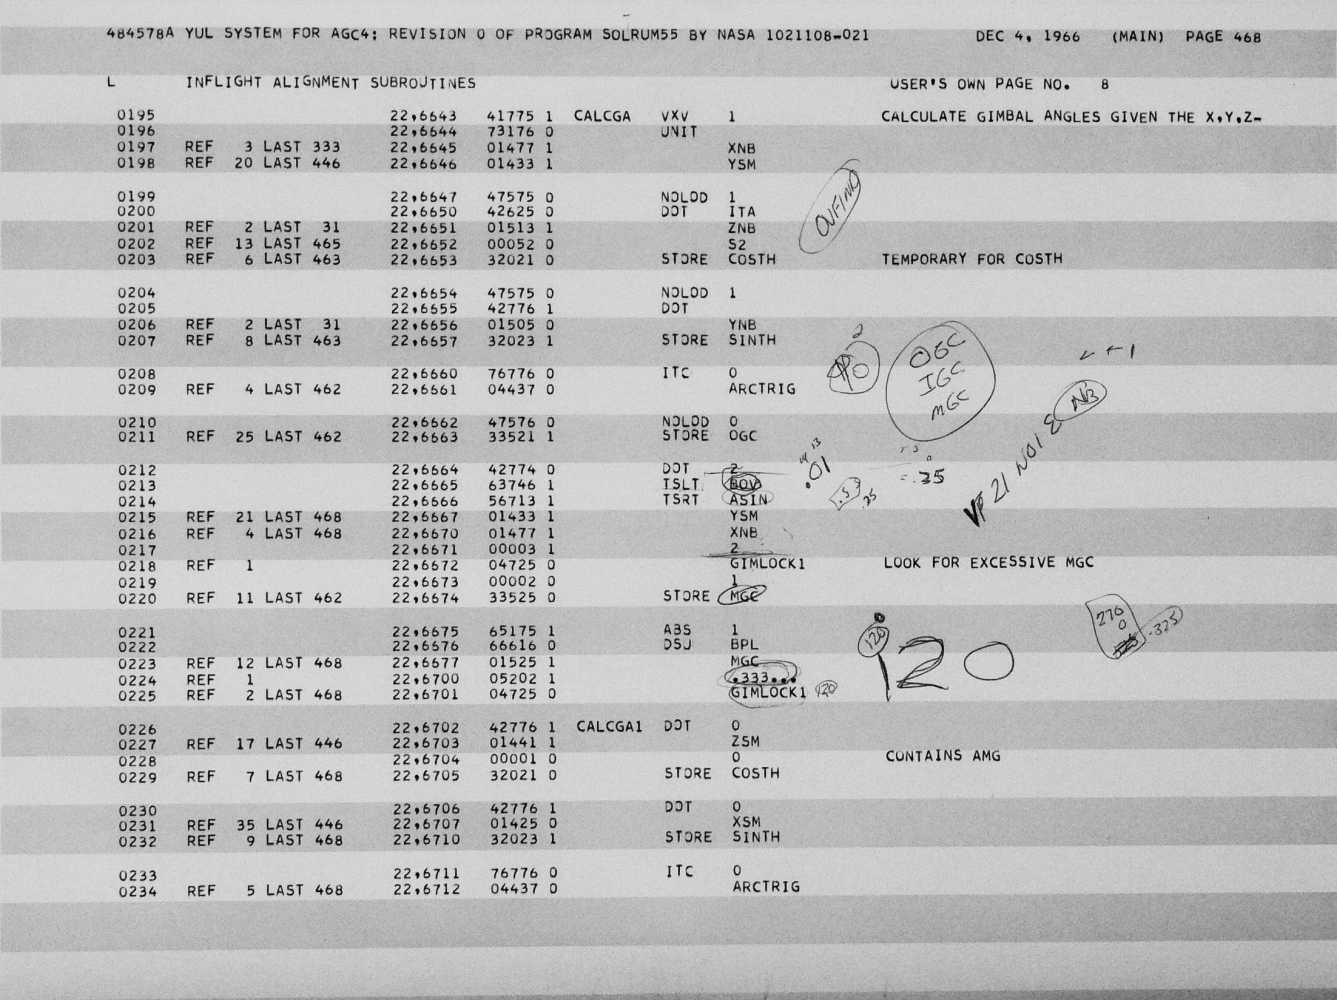 484578A YUL SYSTEM FOR AGC4: REVISION 0 OF PROGRAM SOLRUM55 BY NASA 1021108-021 DEC 4, 1966 (MAIN) PAGE 468
L INFLIGHT ALIGNMENT SUBROUTINES USER'S OWN PAGE NO. 8
0195 22,6643 41775 1 CALCGA VXV 1 CALCULATE GIMBAL ANGLES GIVEN THE X,Y,Z-
0196 22,6644 73176 0 UNIT
0197 REF 3 LAST 333 22,6645 01477 1 XNB
0198 REF 20 LAST 446 22,6646 01433 1 YSM
0199 22,6647 47575 0 NOLOD 1
0200 22,6650 42625 0 DOT ITA
0201 REF 2 LAST 31 22,6651 01513 1 ZNB
0202 REF 13 LAST 465 22,6652 00052 0 S2
0203 REF 6 LAST 463 22,6653 32021 0 STORE COSTH TEMPORARY FOR COSTH
OVFIND
0204 22,6654 47575 0 NOLOD 1
0205 22,6655 42776 1 DOT
0206 REF 2 LAST 31 22,6656 01505 0 YNB
0207 REF 8 LAST 463 22,6657 32023 1 STORE SINTH
0208 22,6660 76776 0 ITC 0
0209 REF 4 LAST 462 22,6661 04437 0 ARCTRIG
OGC
IGC
MGC
0210 22,6662 47576 0 NOLOD 0
0211 REF 25 LAST 462 22,6663 33521 1 STORE OGC
0212 22,6664 42774 0 DOT 2
0213 22,6665 63746 1 TSLT BOV
0214 22,6666 56713 1 TSRT ASIN
.01
.5
.25
.35
NB
0215 REF 21 LAST 468 22,6667 01433 1 YSM
0216 REF 4 LAST 468 22,6670 01477 1 XNB
0217 22,6671 00003 1 2
0218 REF 1 22,6672 04725 0 GIMLOCK1 LOOK FOR EXCESSIVE MGC
0219 22,6673 00002 0 1
0220 REF 11 LAST 462 22,6674 33525 0 STORE MGC
0221 22,6675 65175 1 ABS 1
0222 22,6676 66616 0 DSU BPL
0223 REF 12 LAST 468 22,6677 01525 1 MGC
0224 REF 1 22,6700 05202 1 .333...
0225 REF 2 LAST 468 22,6701 04725 0 GIMLOCK1
120
120
120
270
0
.325
0226 22,6702 42776 1 CALCGA1 DOT 0
0227 REF 17 LAST 446 22,6703 01441 1 ZSM
0228 22,6704 00001 0 0 CONTAINS AMG
0229 REF 7 LAST 468 22,6705 32021 0 STORE COSTH
0230 22,6706 42776 1 DOT 0
0231 REF 35 LAST 446 22,6707 01425 0 XSM
0232 REF 9 LAST 468 22,6710 32023 1 STORE SINTH
0233 22,6711 76776 0 ITC 0
0234 REF 5 LAST 468 22,6712 04437 0 ARCTRIG